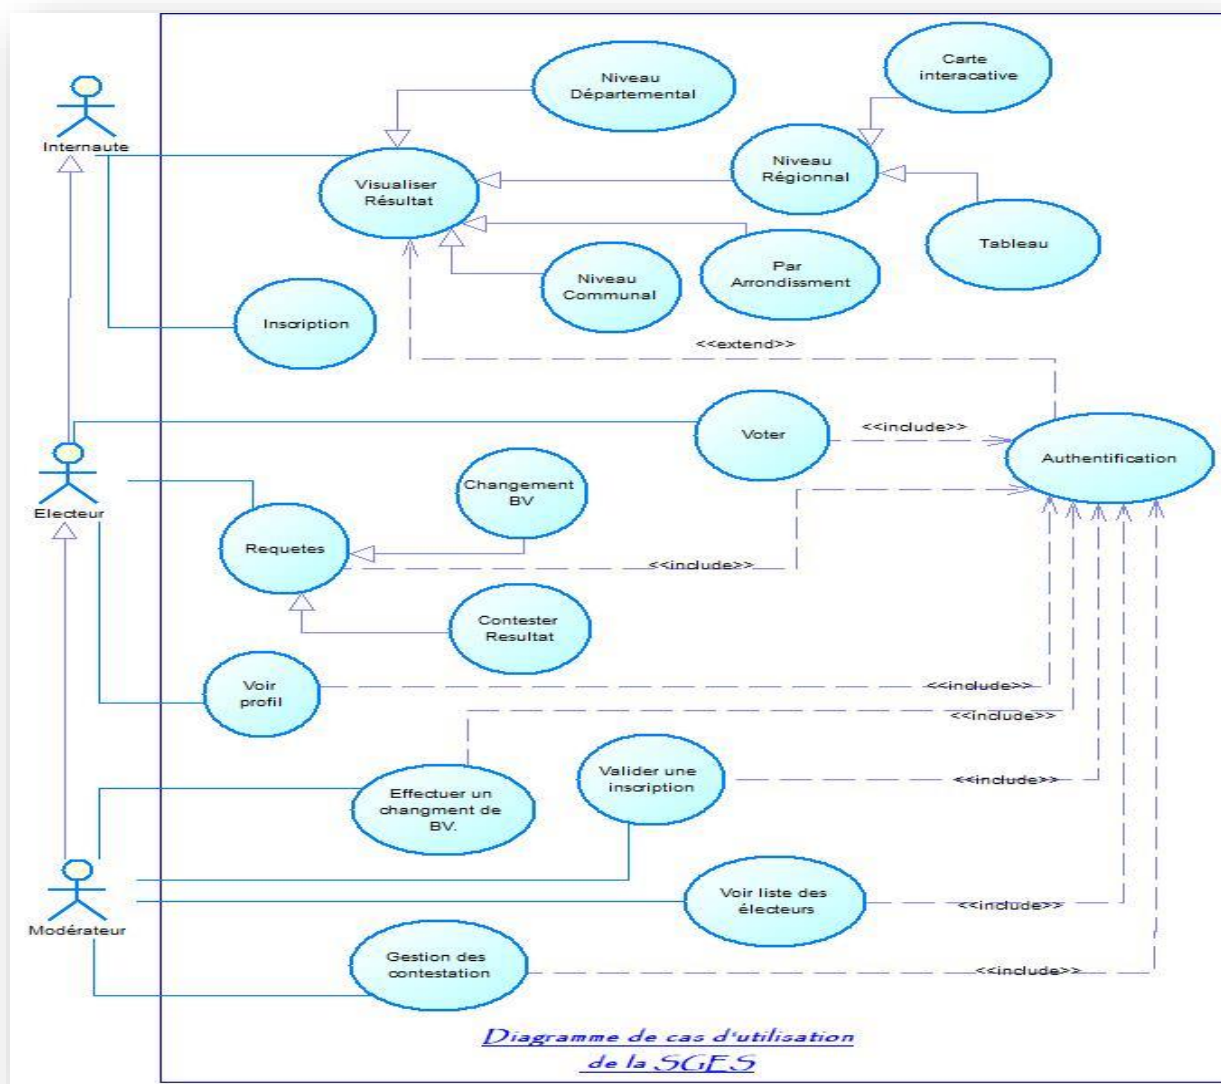 Niveau
Départemental
Carte
interacative
Internaute
Visualiser
Résultat
Niveau
Régionnal
Tableau
Par
Arrondissment
Niveau
Communal
Inscription
<<extend>>
Voter
<<include>>
Authentification
Electeur
Changement
BV
Requetes
<<include>>
Contester
Resultat
Voir
profil
<<include>>
<<include>>
Effectuer un
changment de
BV.
Valider une
inscription
<<include>>
Voir liste des
électeurs
<<include>>
Modérateur
Gestion des
contestation
<<include>>
Diagramme de cas d'utilisation
de la SGES